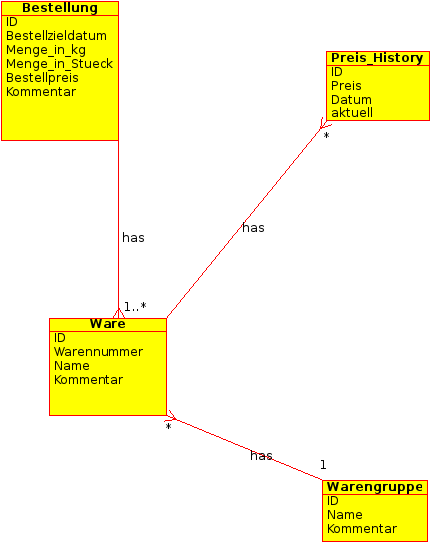 Bestellung
ID
Bestellzieldatum
Menge_in_kg
Menge_in_Stueck
Bestellpreis
Kommentar
Preis_History
ID
Preis
Datum
aktuell
*
has
has
1..*
Ware
ID
Warennummer
Name
Kommentar
*
has
1
Warengruppe
ID
Name
Kommentar